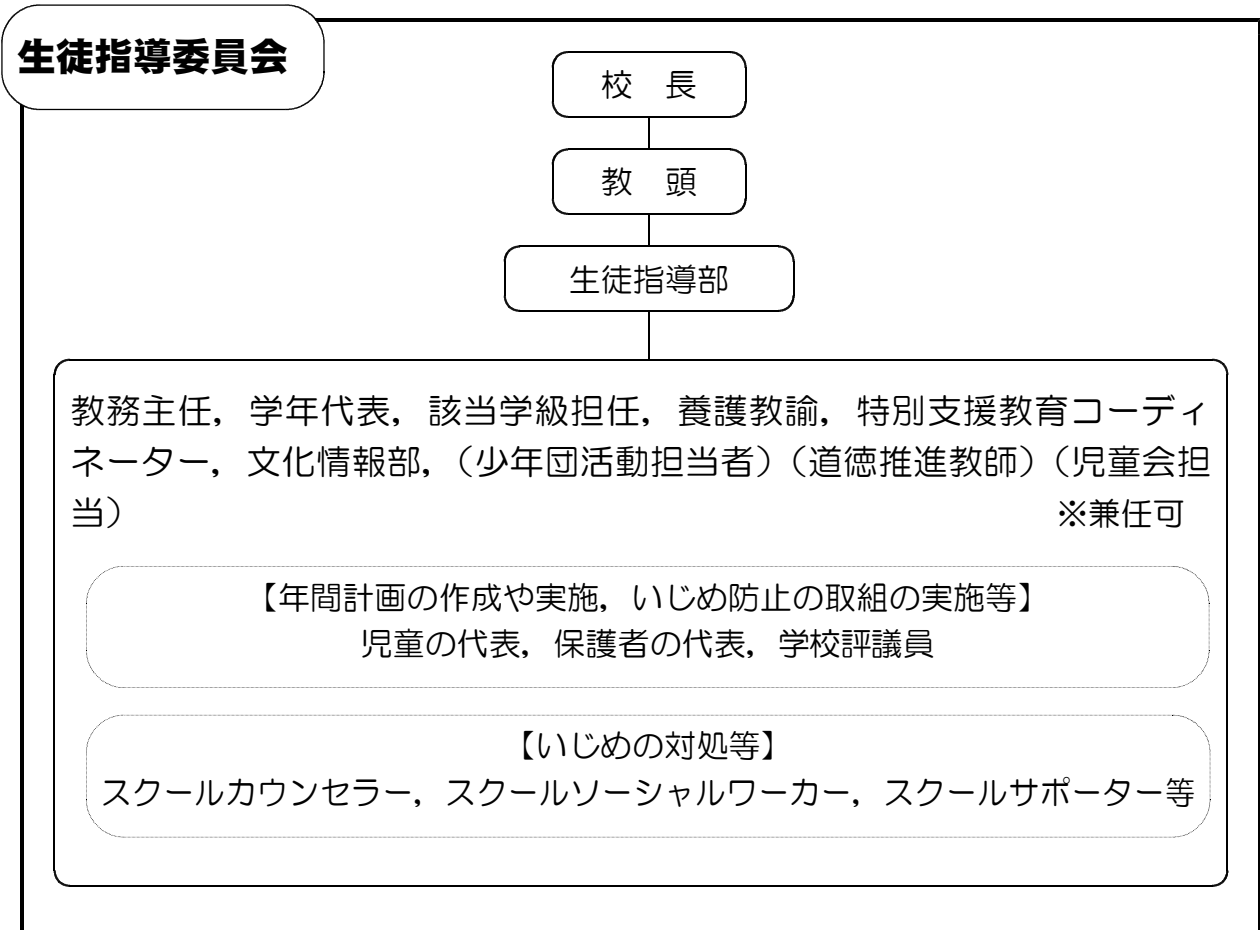 生徒指導委員会
校　長
教　頭
生徒指導部
教務主任，学年代表，該当学級担任，養護教諭，特別支援教育コーディ
ネーター，文化情報部，（少年団活動担当者）（道徳推進教師）（児童会担
当）　※兼任可
【年間計画の作成や実施，いじめ防止の取組の実施等】
児童の代表，保護者の代表，学校評議員
【いじめの対処等】
スクールカウンセラー，スクールソーシャルワーカー，スクールサポーター等